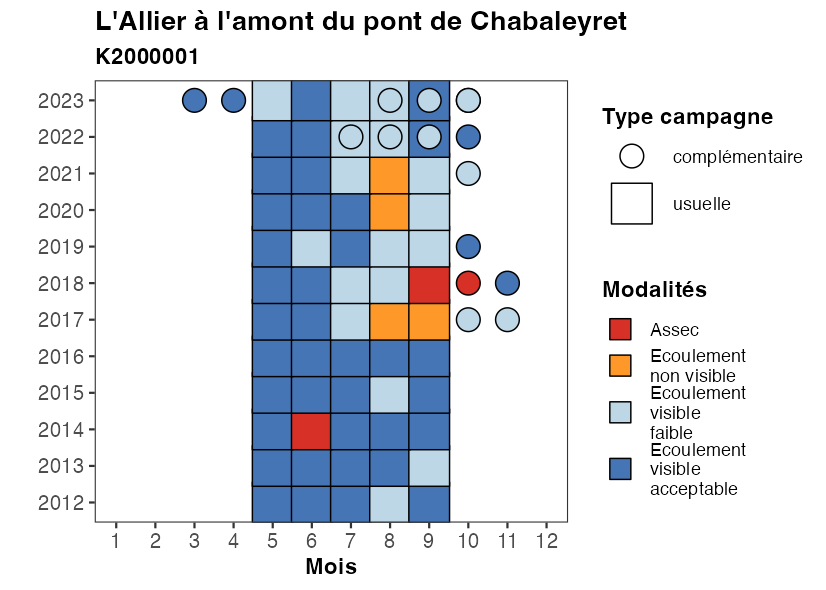 L'Allier à l'amont du pont de Chabaleyret
K2000001
2023
2022
2021
2020
2019
2018
2017
2016
2015
2014
2013
2012
1 2 3 4 5 6 7 8 9 10 11 12
Mois
Type campagne
complémentaire
usuelle
Modalités
Assec
Ecoulement
non visible
Ecoulement
visible
faible
Ecoulement
visible
acceptable